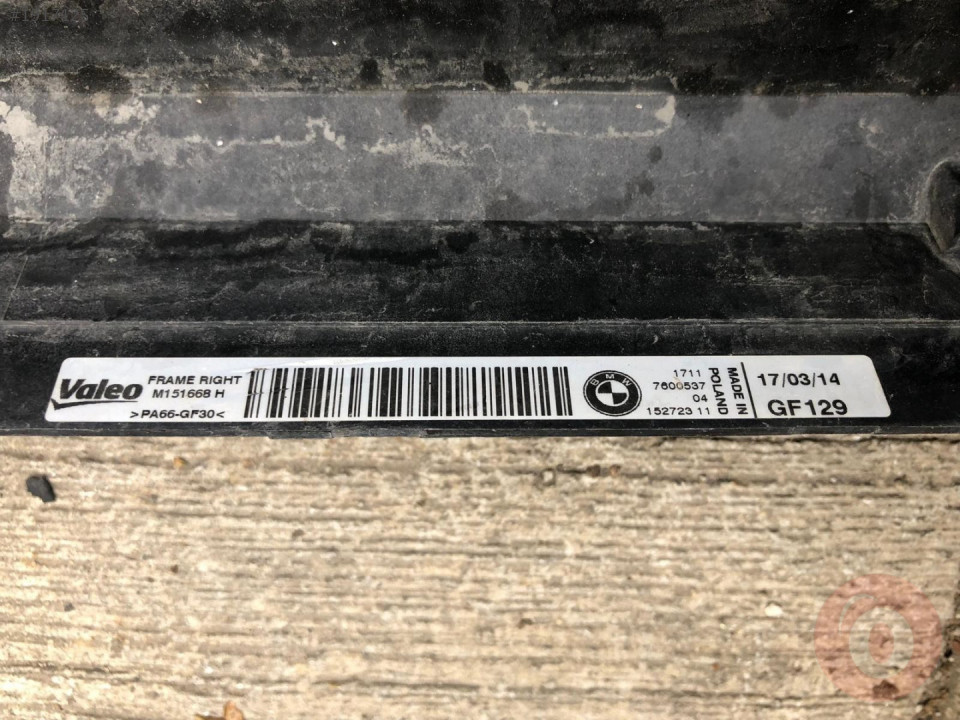 Valeo
FRAME RIGHT
M151668 H
>PA66-GF30<
BMW
1711
7600537
04
152723 11
MADE IN
POLAND
17/03/14
GF129